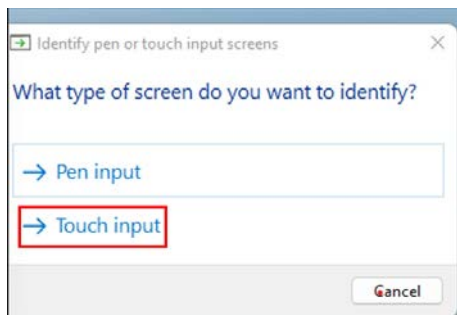 Identify pen or touch input screens
What type of screen do you want to identify?
Pen input
Touch input
Gancel